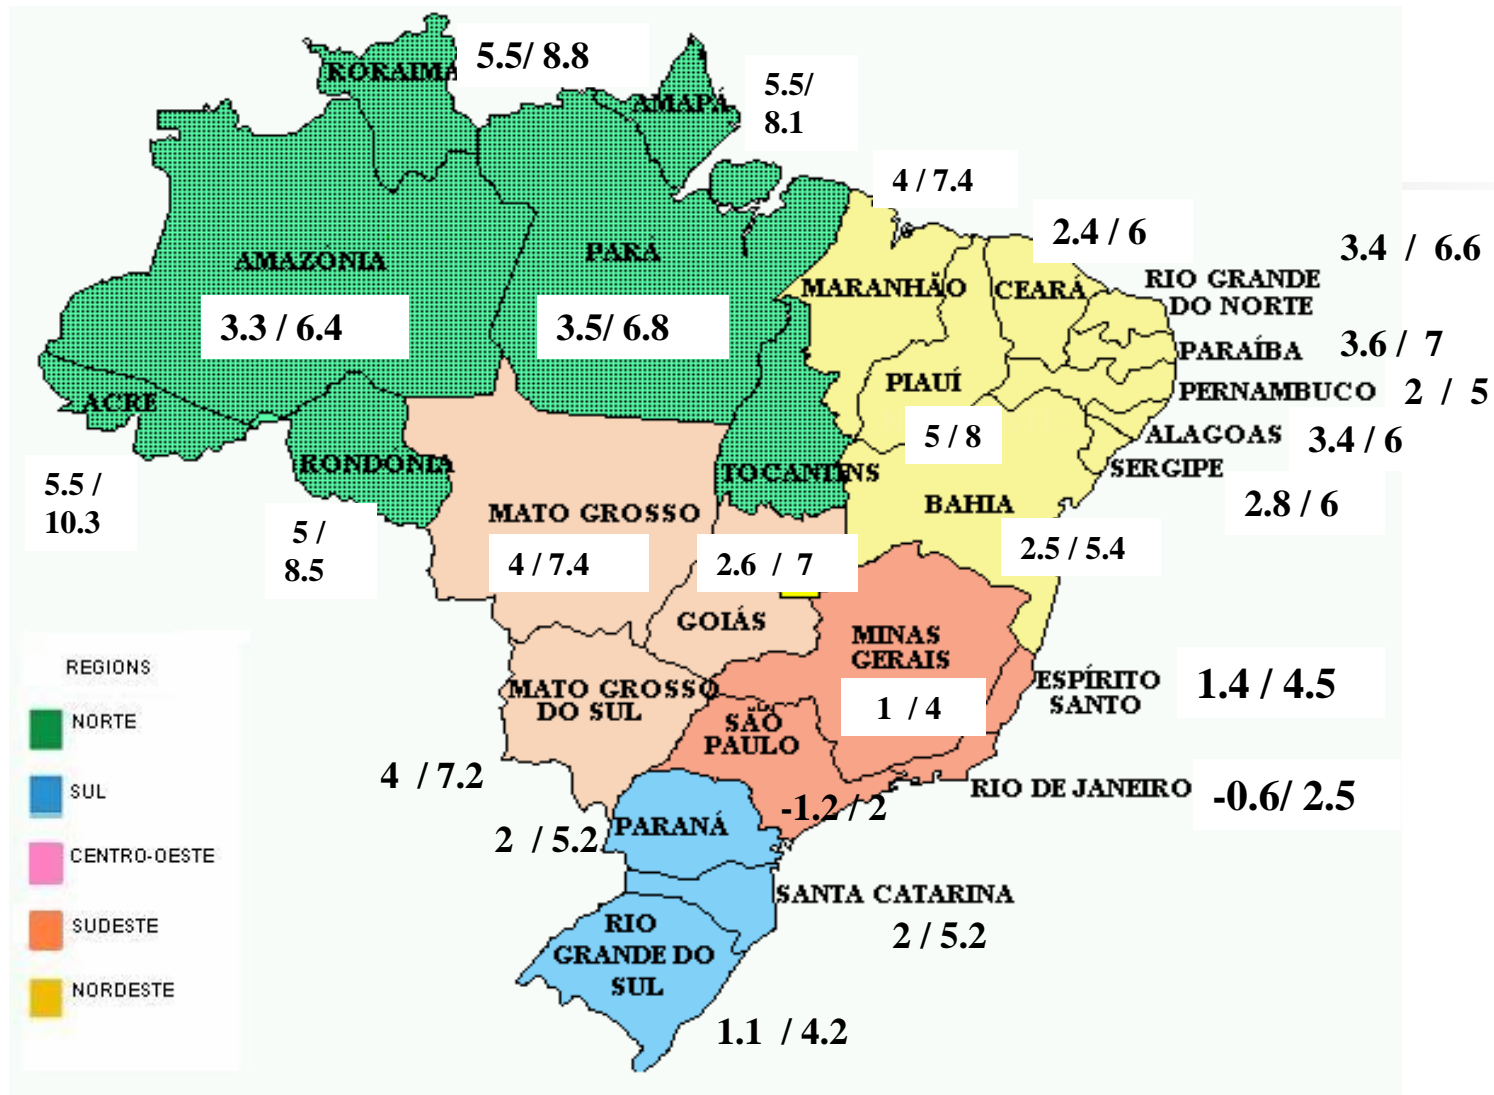 RORAIMA
5.5/ 8.8
AMAPÁ
5.5/
8.1
4 / 7.4
2.4 / 6
3.4 / 6.6
AMAZÔNIA
PARÁ
MARANHÃO
CEARÁ
RIO GRANDE
DO NORTE
3.3 / 6.4
3.5/ 6.8
PARAÍBA
3.6 / 7
PIAUÍ
PERNAMBUCO
2 / 5
ACRE
5 / 8
ALAGOAS
3.4 / 6
RONDONIA
TOCANTINS
SERGIPE
5.5 /
10.3
MATO GROSSO
BAHIA
2.8 / 6
5 /
8.5
4 / 7.4
2.6 / 7
2.5 / 5.4
GOIÁS
MINAS
GERAIS
REGIONS
MATO GROSSO
DO SUL
ESPÍRITO
SANTO
1.4 / 4.5
NORTE
SÃO
PAULO
1 / 4
4 / 7.2
RIO DE JANEIRO
-0.6/ 2.5
SUL
-1.2 / 2
2 / 5.2
PARANÁ
CENTRO-OESTE
SANTA CATARINA
2 / 5.2
SUDESTE
RIO
GRANDE DO
SUL
NORDESTE
1.1 / 4.2